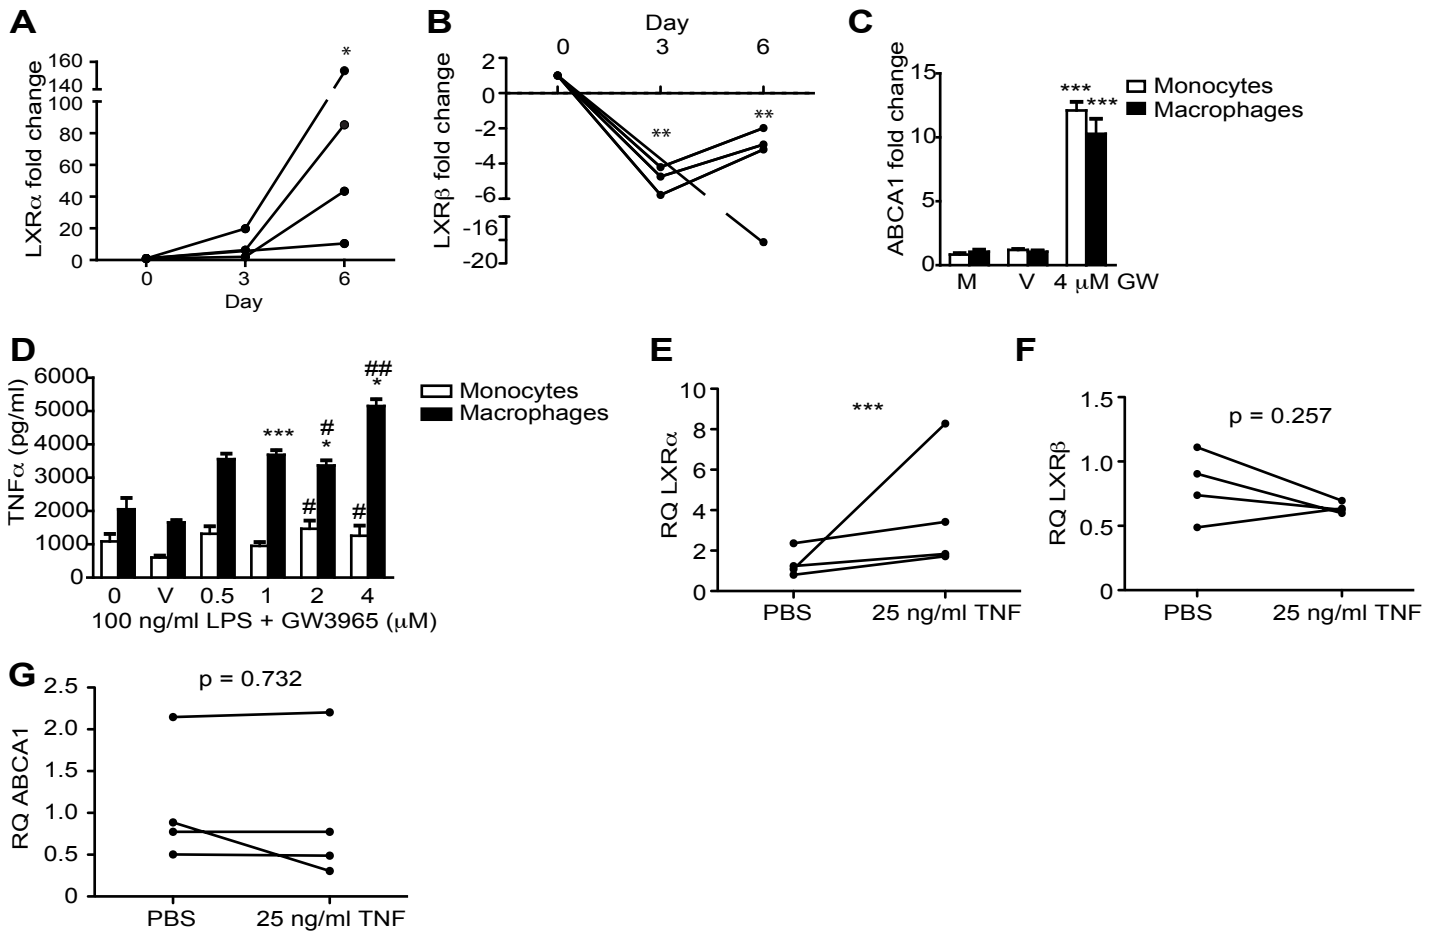 A
LXRα fold change
160
140
100
80
60
40
20
0
*
0 3 6
Day
B
Day
0 3 6
LXRβ fold change
2
0
-2
-4
-6
-16
-20
** **
C
ABCA1 fold change
15
10
5
0
*** ***
Monocytes
Macrophages
M V 4 μM GW
D
TNFα (pg/ml)
6000
5000
4000
3000
2000
1000
0
##
*
#
*
***
# #
Monocytes
Macrophages
0 V 0.5 1 2 4
100 ng/ml LPS + GW3965 (μM)
E
RQ LXRα
10
8
6
4
2
0
***
PBS 25 ng/ml TNF
F
RQ LXRβ
1.5
1.0
0.5
0
p = 0.257
PBS 25 ng/ml TNF
G
RQ ABCA1
2.5
2.0
1.5
1.0
0.5
0
p = 0.732
PBS 25 ng/ml TNF